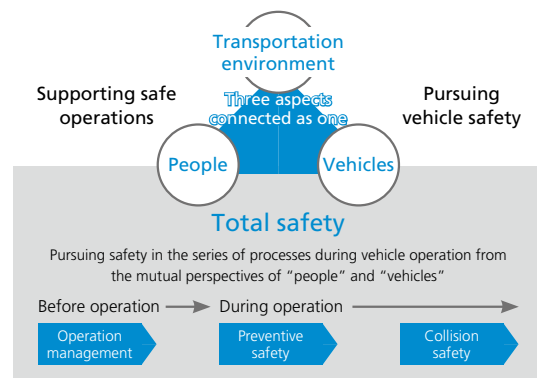 Transportation
environment
Supporting safe
operations
Three aspects
connected as one
Pursuing
vehicle safety
People
Vehicles
Total safety
Pursuing safety in the series of processes during vehicle operation from
the mutual perspectives of “people” and “vehicles”
Before operation
During operation
Operation
management
Preventive
safety
Collision
safety